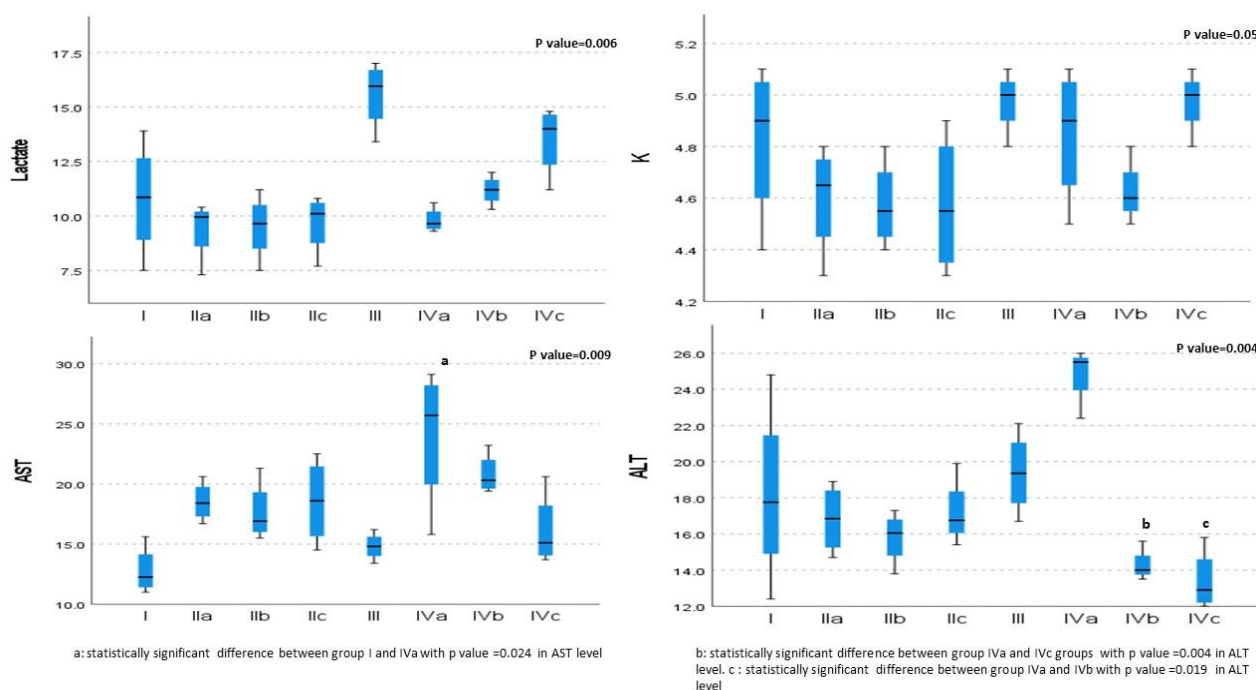 P value=0.006
Lactate
17.5
15.0
12.5
10.0
7.5
I IIa IIb IIc III IVa IVb IVc
P value=0.05
K
5.2
5.0
4.8
4.6
4.4
4.2
I IIa IIb IIc III IVa IVb IVc
P value=0.009
AST
30.0
25.0
20.0
15.0
10.0
a
I IIa IIb IIc III IVa IVb IVc
a: statistically significant difference between group I and IVa with p value =0.024 in AST level
P value=0.004
ALT
26.0
24.0
22.0
20.0
18.0
16.0
14.0
12.0
b c
I IIa IIb IIc III IVa IVb IVc
b: statistically significant difference between group IVa and IVc groups with p value =0.004 in ALT
level. c : statistically significant difference between group IVa and IVb with p value =0.019 in ALT
level